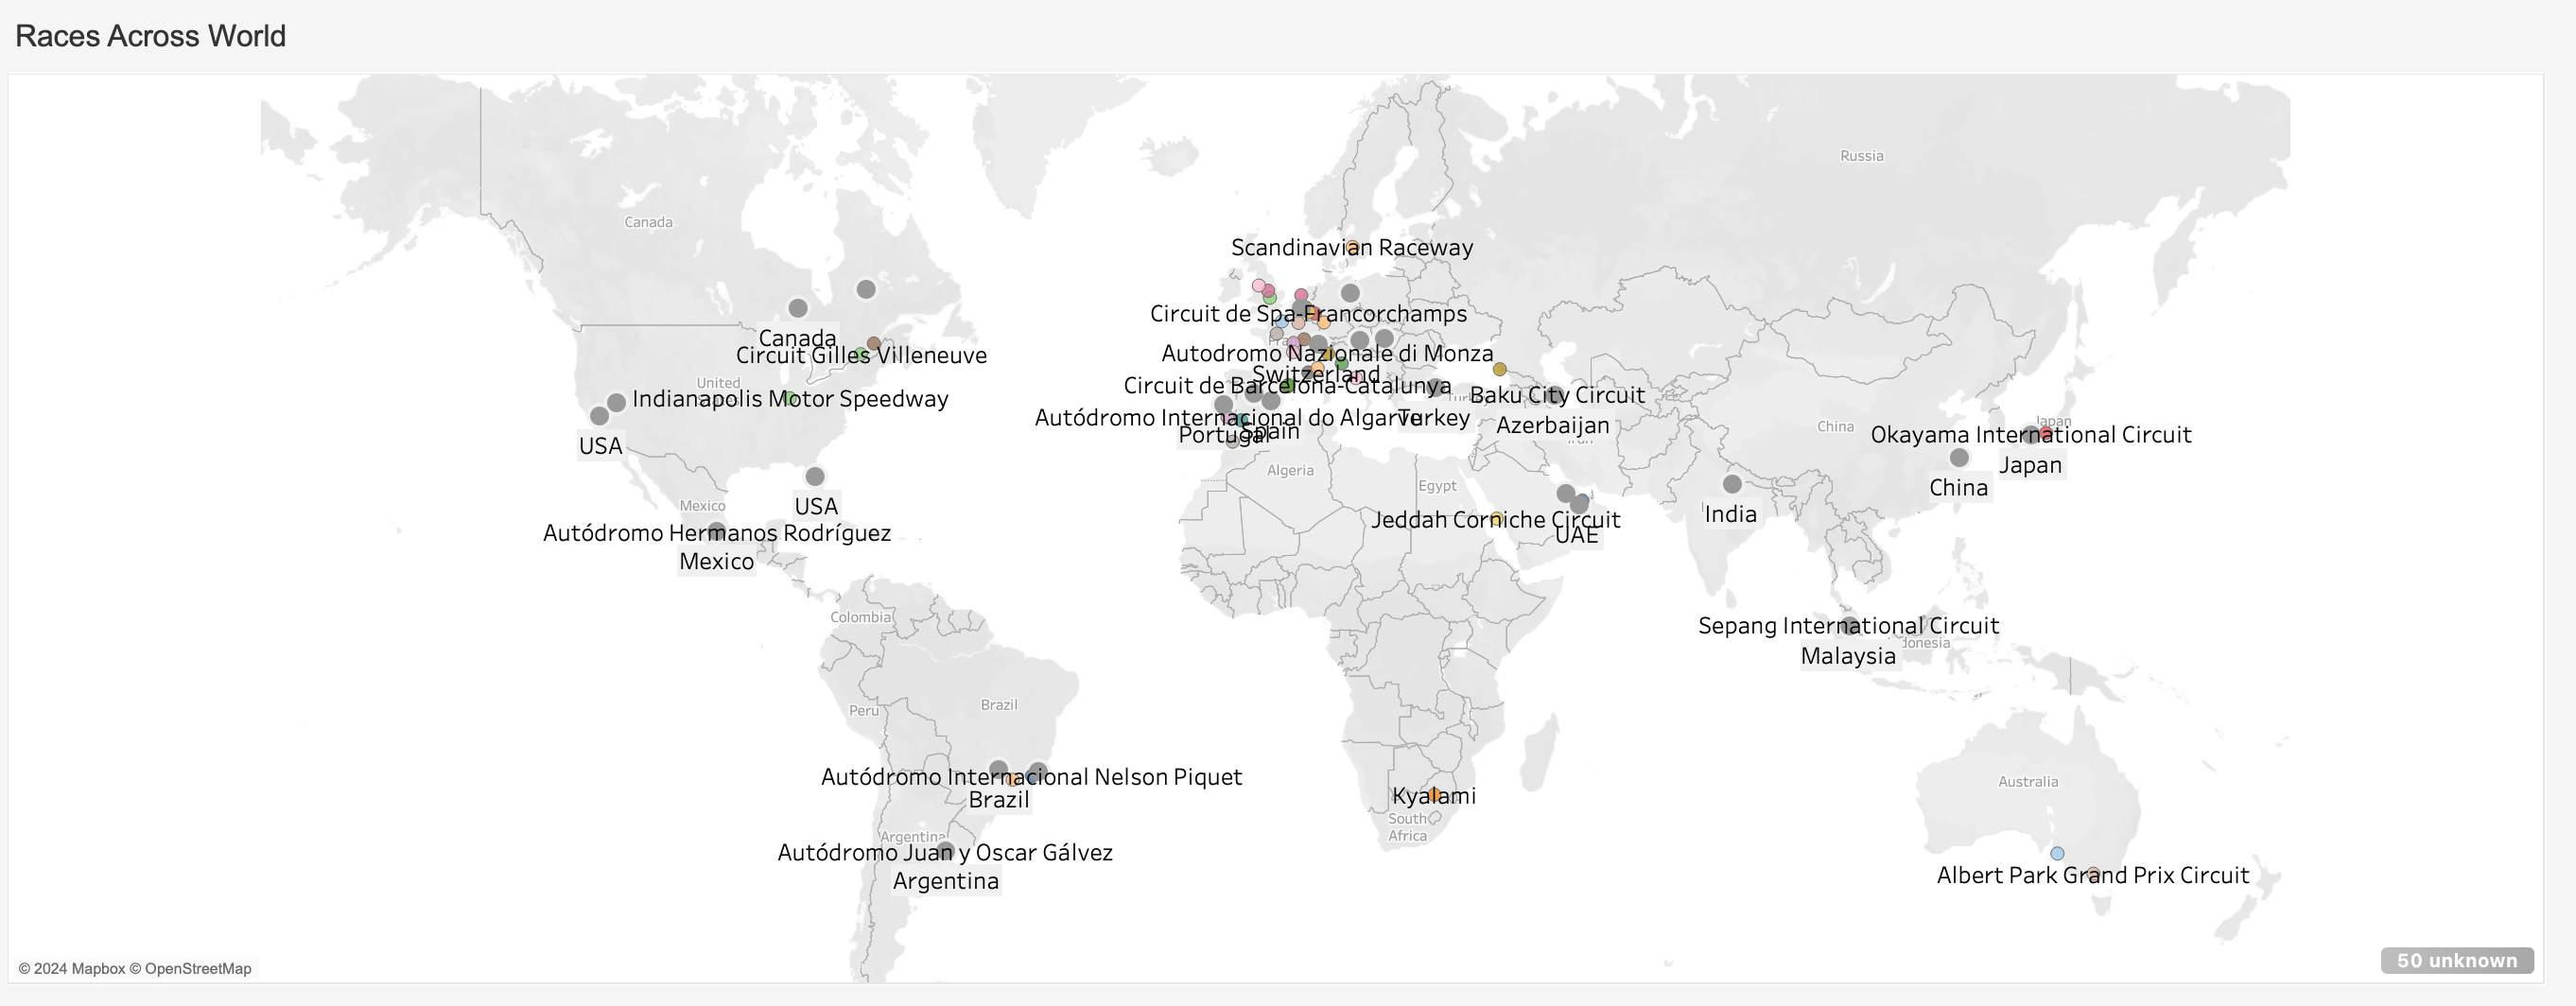 Races Across World
Russia
Canada
Scandinavian Raceway
Circuit de Spa-Francorchamps
Canada
Circuit Gilles Villeneuve
Autodromo Nazionale di Monza
Switzerland
United
Circuit de Barcelona-Catalunya
Baku City Circuit
Indianapolis Motor Speedway
Autódromo Internacional do Algarve
Turkey
Azerbaijan
Portugal
Spain
China
Japan
Okayama International Circuit
USA
Japan
Algeria
Egypt
China
Mexico
USA
India
Autódromo Hermanos Rodríguez
Jeddah Corniche Circuit
UAE
Mexico
Colombia
Sepang International Circuit
Malaysia
Peru
Brazil
Autódromo Internacional Nelson Piquet
Brazil
Kyalami
South
Africa
Australia
Argentina
Autódromo Juan y Oscar Gálvez
Argentina
Albert Park Grand Prix Circuit
© 2024 Mapbox © OpenStreetMap
50 unknown